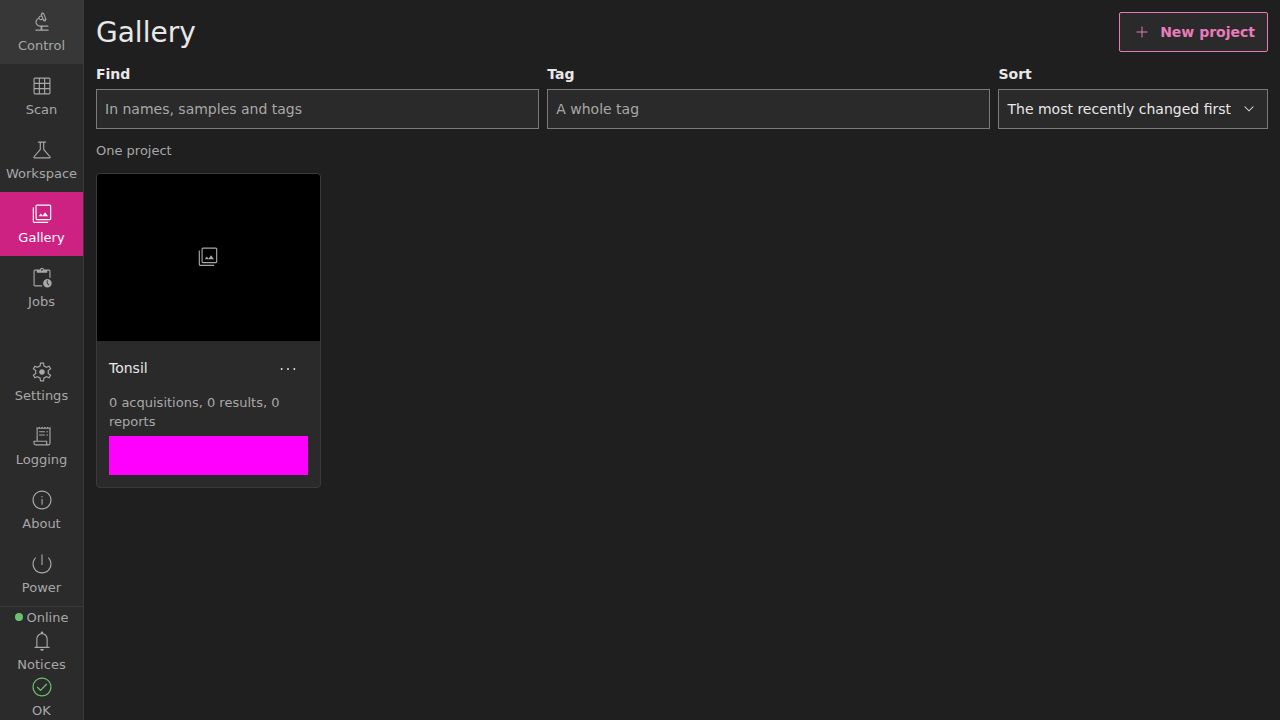 Control
Scan
Workspace
Gallery
Jobs
Settings
Logging
About
Power
Online
Notices
OK
Gallery
New project
Find
Tag
Sort
In names, samples and tags
A whole tag
The most recently changed first
One project
Tonsil
0 acquisitions, 0 results, 0
reports